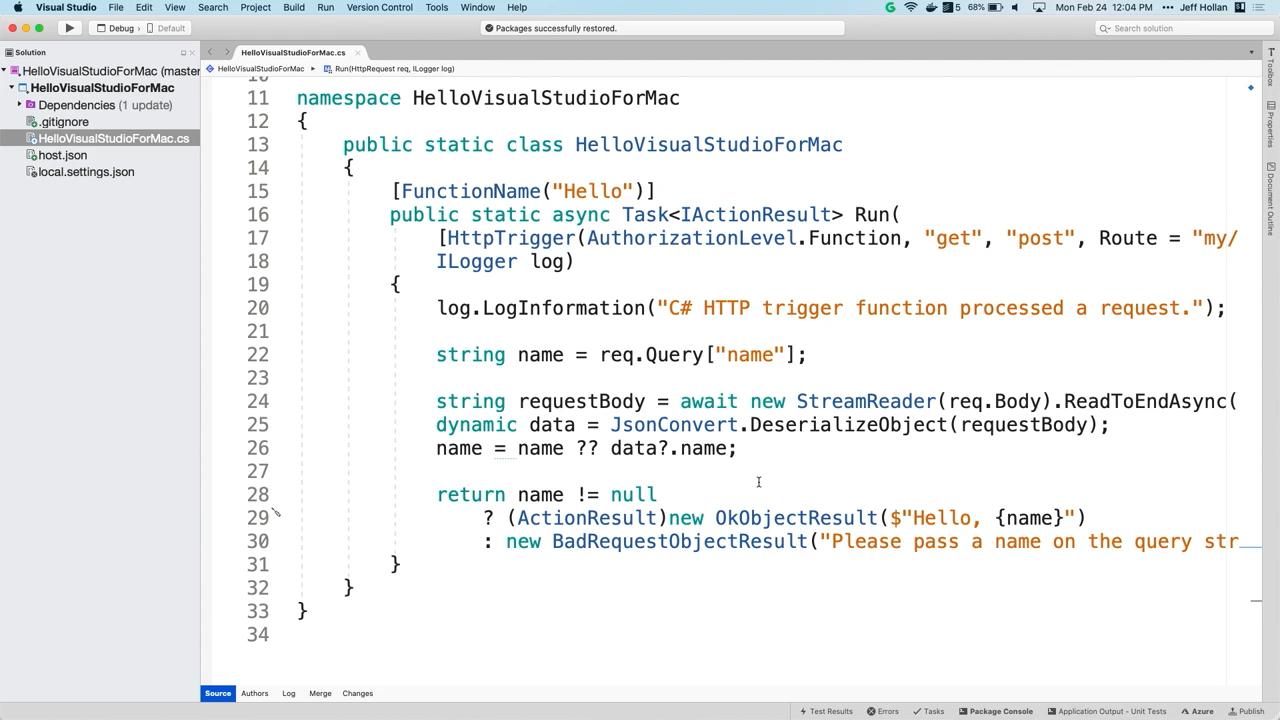 Visual Studio File Edit View Search Project Build Run Version Control Tools Window Help 5 68% Mon Feb 24 12:04 PM Jeff Hollan
Debug › Default Packages successfully restored. Search solution
Solution
HelloVisualStudioForMac (master
HelloVisualStudioForMac
Dependencies (1 update)
.gitignore
HelloVisualStudioForMac.cs
host.json
local.settings.json
HelloVisualStudioForMac.cs
HelloVisualStudioForMac Run(HttpRequest req, ILogger log)
10
11 namespace HelloVisualStudioForMac
12 {
13 public static class HelloVisualStudioForMac
14 {
15 [FunctionName("Hello")]
16 public static async Task<IActionResult> Run(
17 [HttpTrigger(AuthorizationLevel.Function, "get", "post", Route = "my/
18 ILogger log)
19 {
20 log.LogInformation("C# HTTP trigger function processed a request.");
21
22 string name = req.Query["name"];
23
24 string requestBody = await new StreamReader(req.Body).ReadToEndAsync(
25 dynamic data = JsonConvert.DeserializeObject(requestBody);
26 name = name ?? data?.name;
27
28 return name != null
29 ? (ActionResult)new OkObjectResult($"Hello, {name}")
30 : new BadRequestObjectResult("Please pass a name on the query str
31 }
32 }
33 }
34
Toolbox
Properties
Document Outline
Source Authors Log Merge Changes
Test Results Errors Tasks Package Console Application Output - Unit Tests Azure Publish